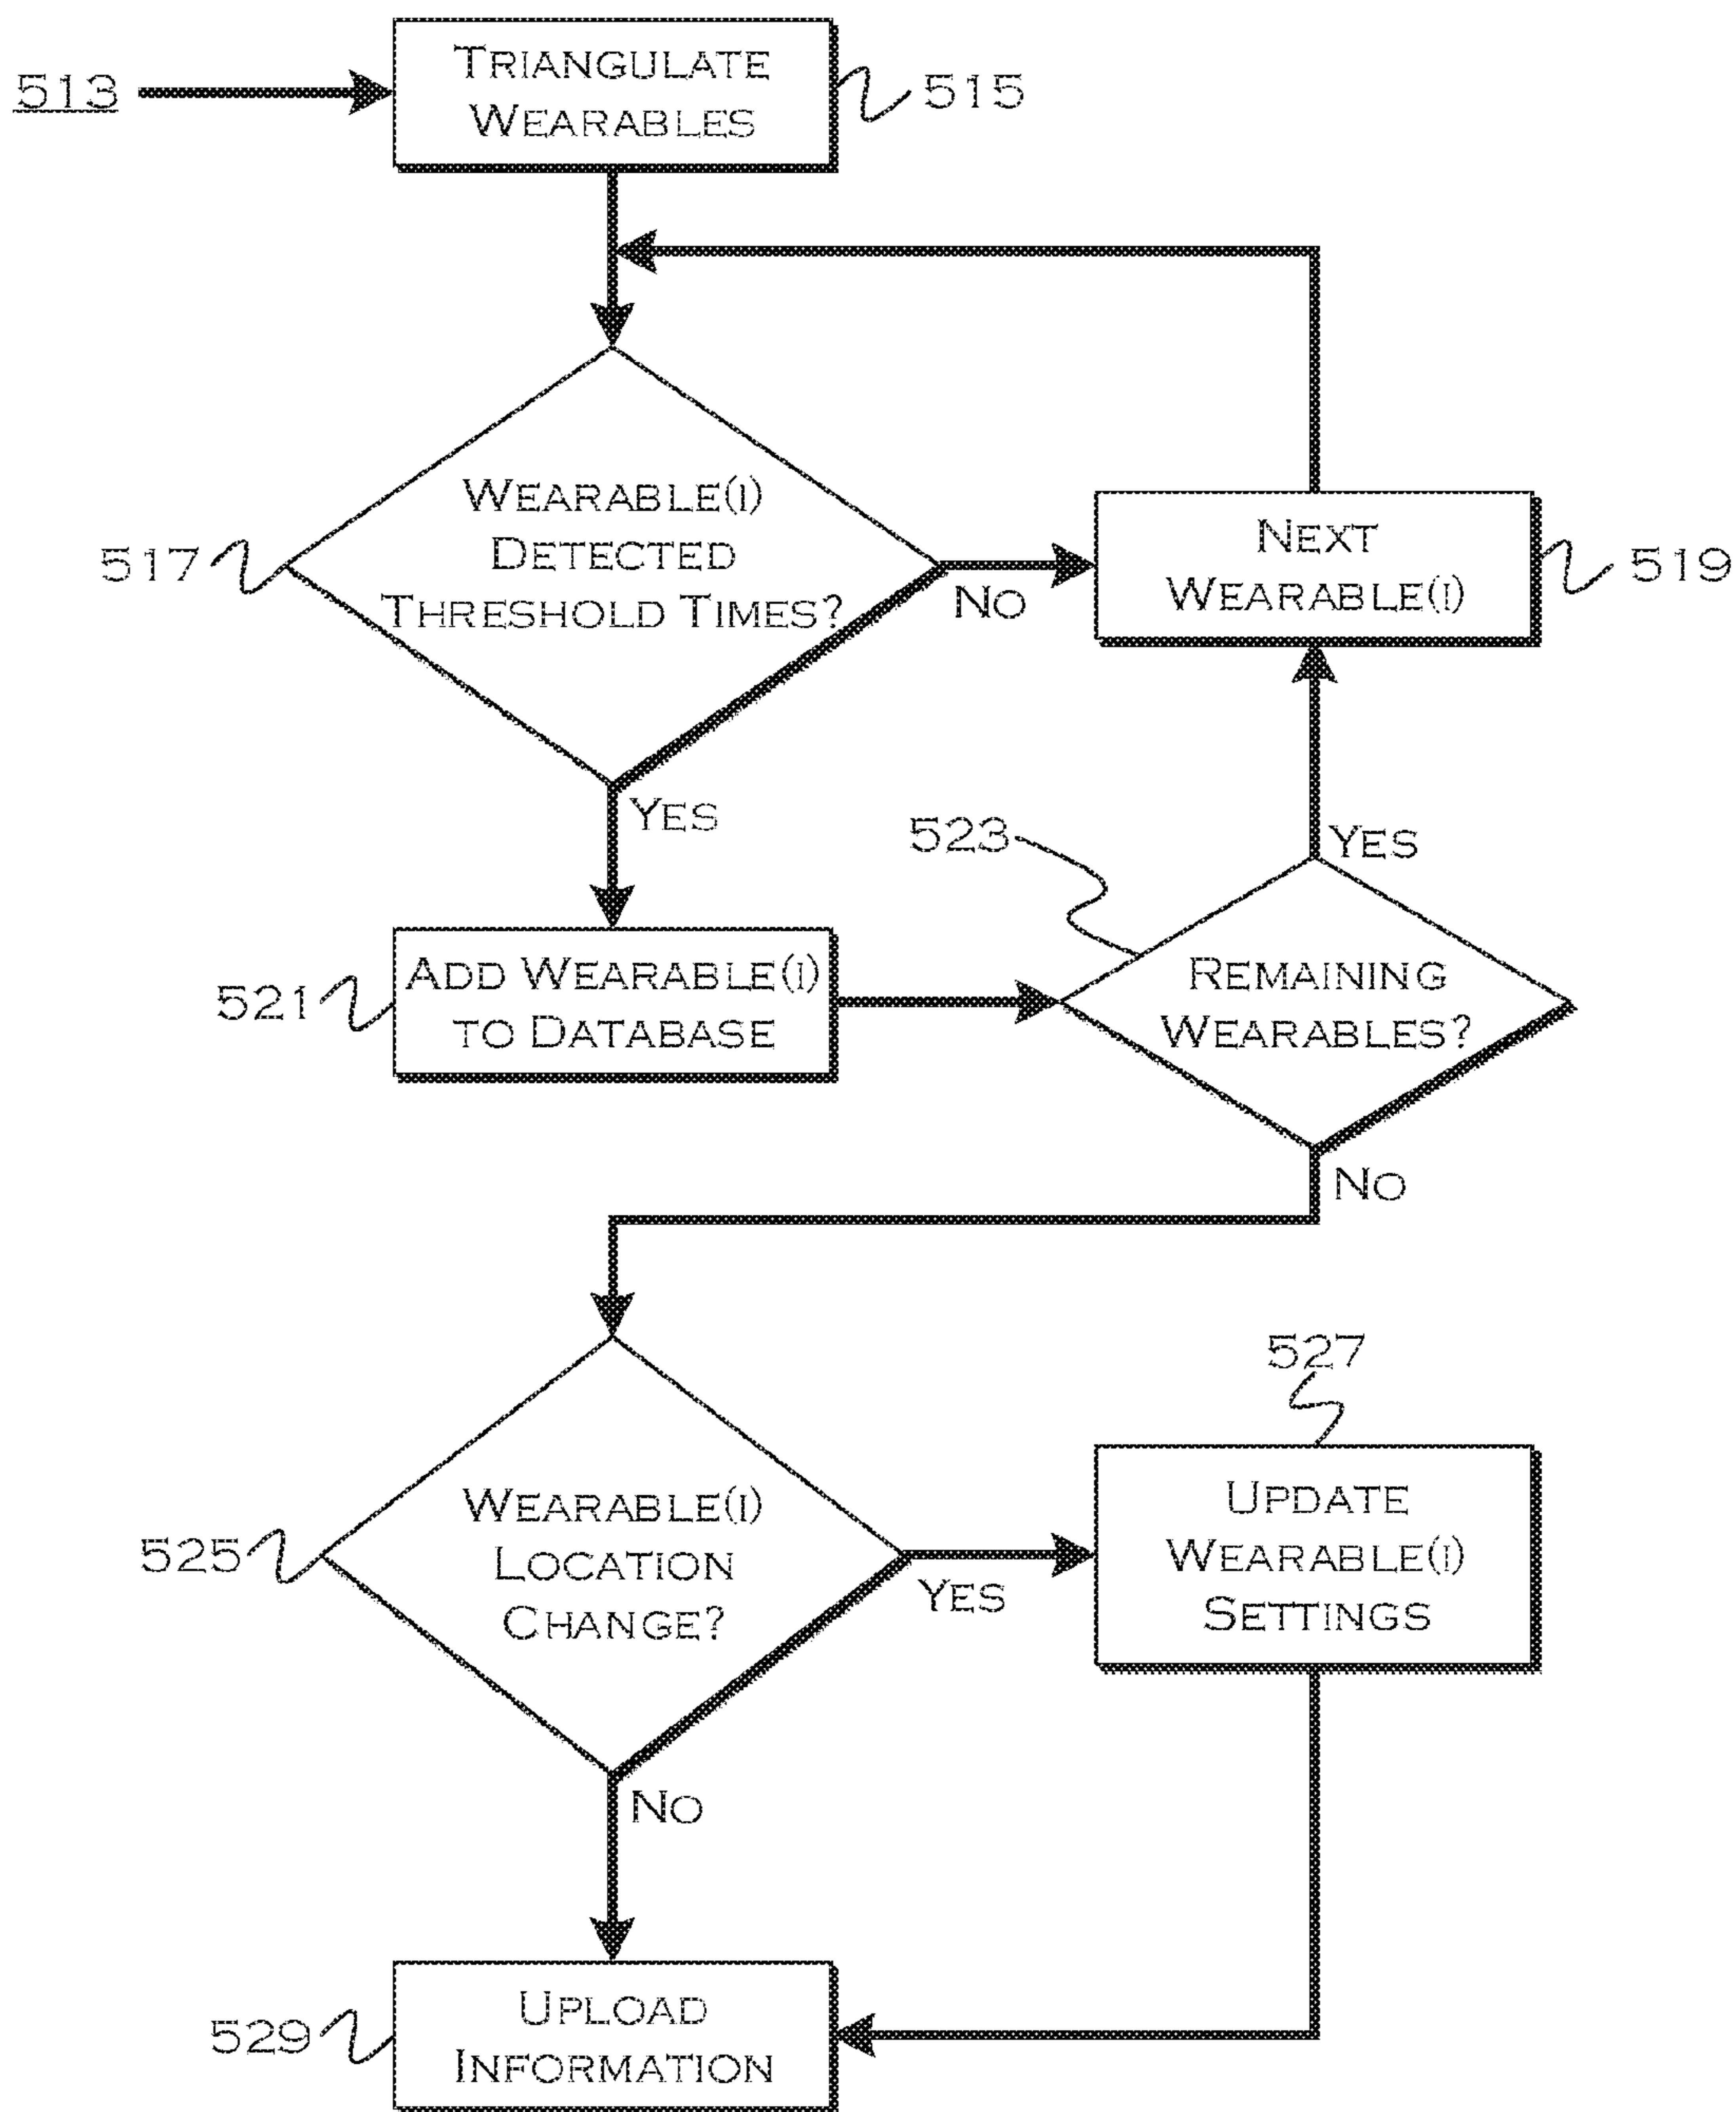 513
TRIANGULATE
WEARABLES
515
WEARABLE(I)
DETECTED
THRESHOLD TIMES?
517
NO
NEXT
WEARABLE(I)
519
YES
523
YES
ADD WEARABLE(I)
TO DATABASE
521
REMAINING
WEARABLES?
NO
527
WEARABLE(I)
LOCATION
CHANGE?
525
YES
UPDATE
WEARABLE(I)
SETTINGS
NO
UPLOAD
INFORMATION
529